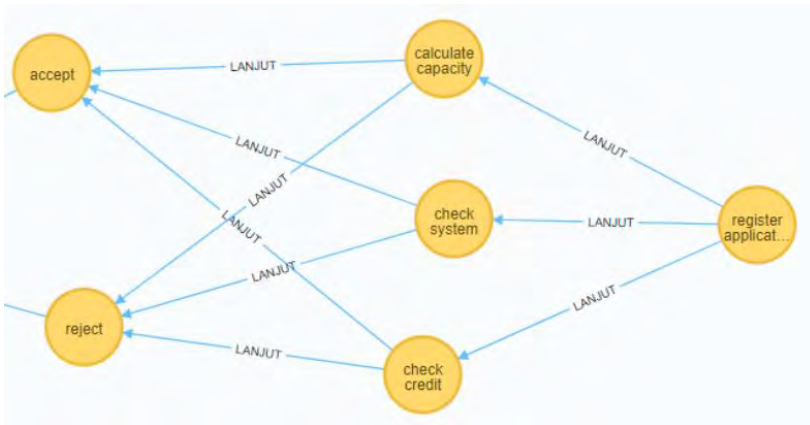 calculate
capacity
accept
LANJUT
LANJUT
LANJUT
LANJUT
check
system
LANJUT
LANJUT
register
applicat...
LANJUT
LANJUT
reject
LANJUT
check
credit